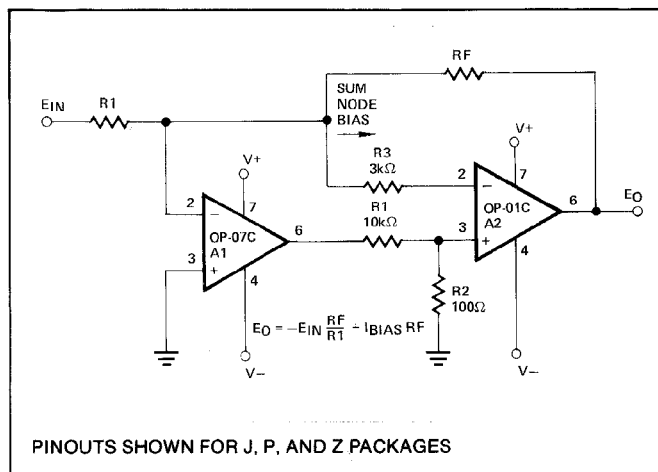 RF
SUM
NODE
BIAS
EIN
R1
V+
V+
R3
3kΩ
2
7
2
−
7
R1
10kΩ
OP-01C
A2
6
EO
−
OP-07C
A1
6
3
+
3
+
4
4
R2
100Ω
EO = −EIN RF/R1 + IBIAS RF
V−
V−
PINOUTS SHOWN FOR J, P, AND Z PACKAGES